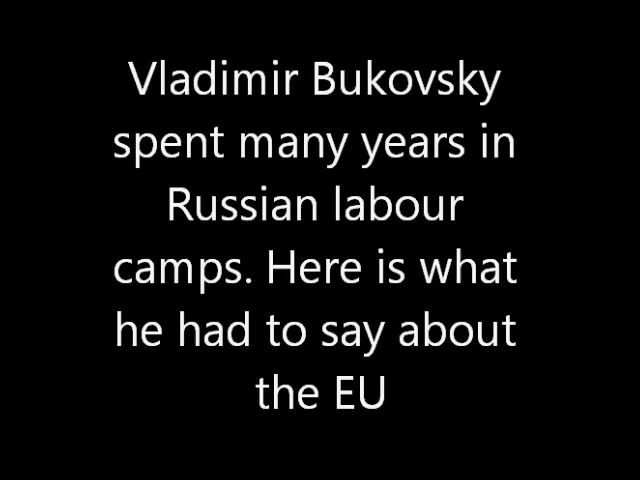 Vladimir Bukovsky
spent many years in
Russian labour
camps. Here is what
he had to say about
the EU